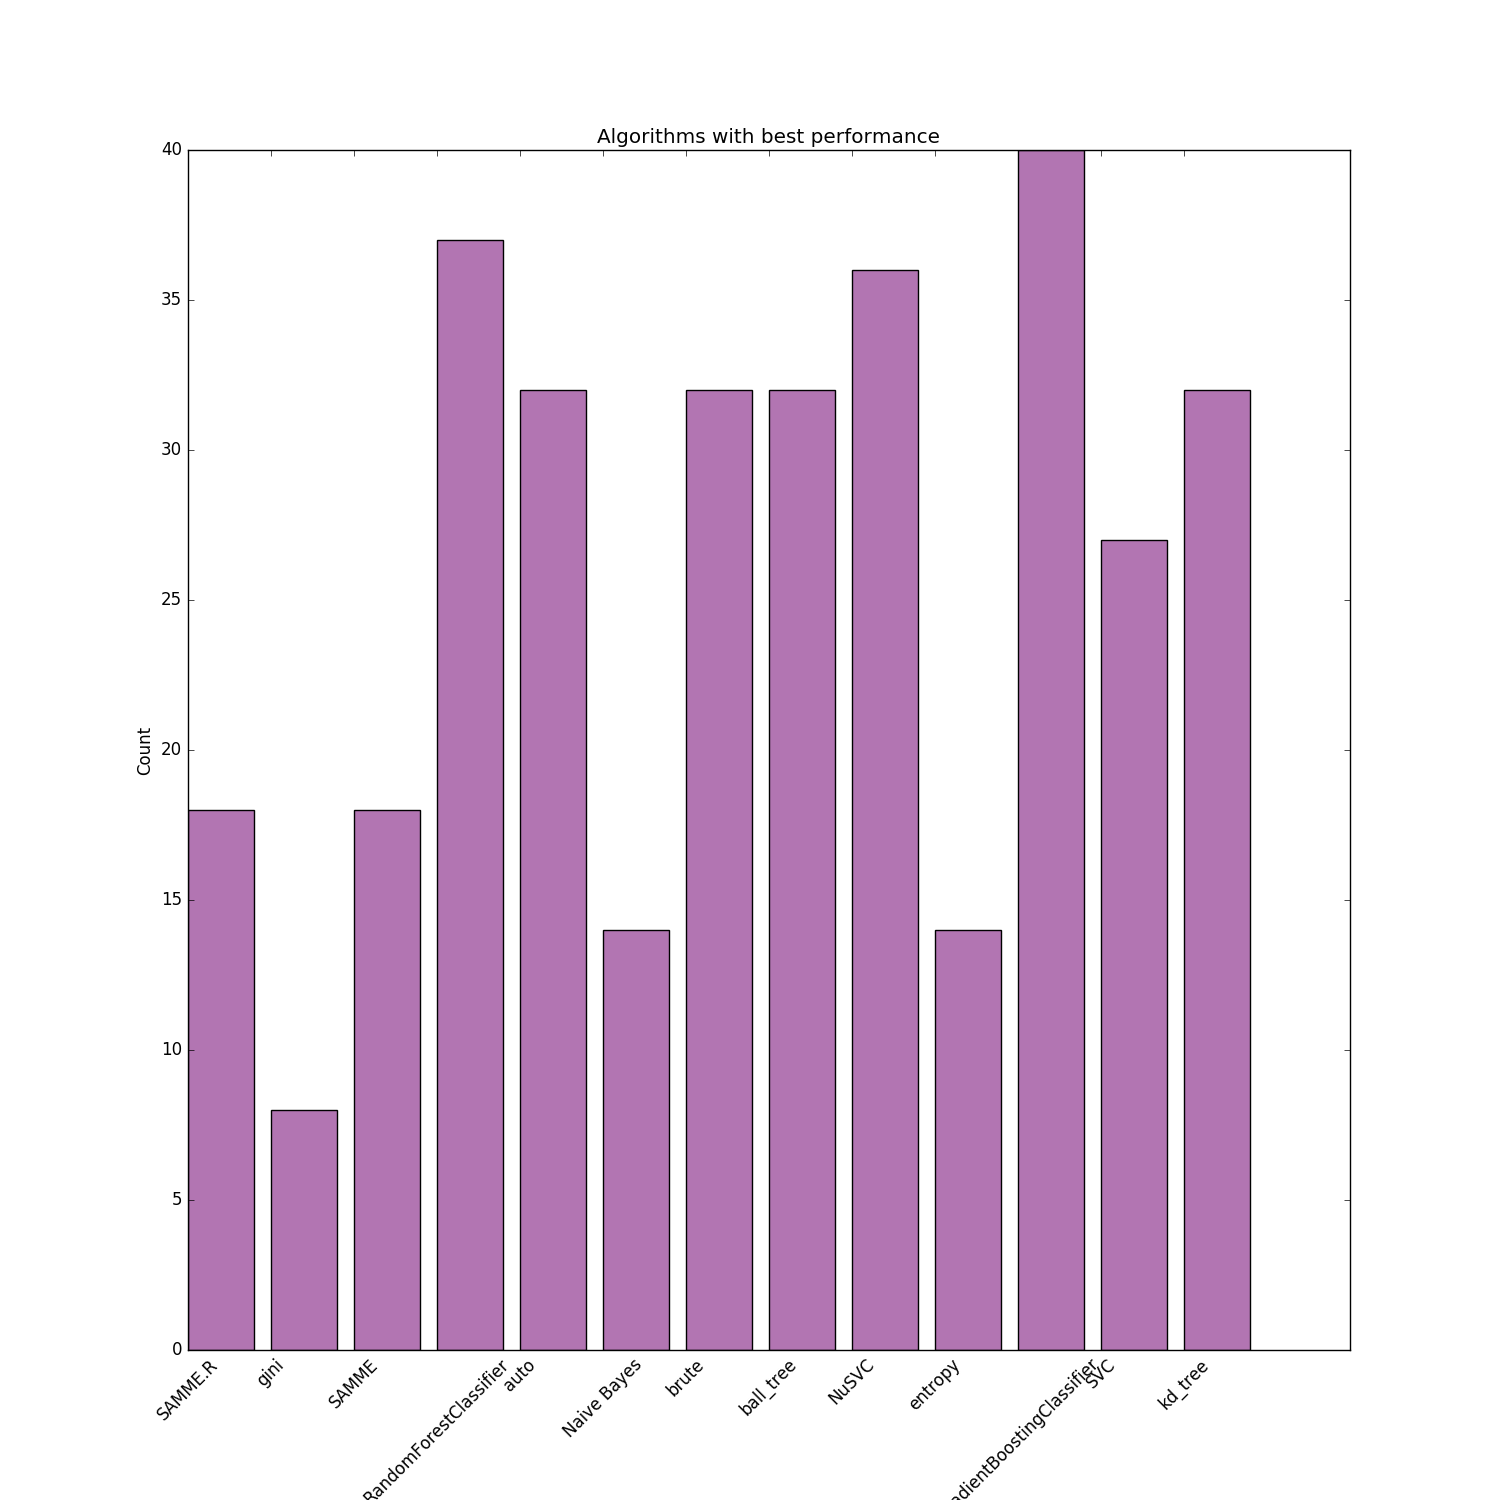 Algorithms with best performance
40
35
30
25
20
15
10
5
0
Count
SAMME.R
gini
SAMME
RandomForestClassifier
auto
Naive Bayes
brute
ball_tree
NuSVC
entropy
adientBoostingClassifier
SVC
kd_tree